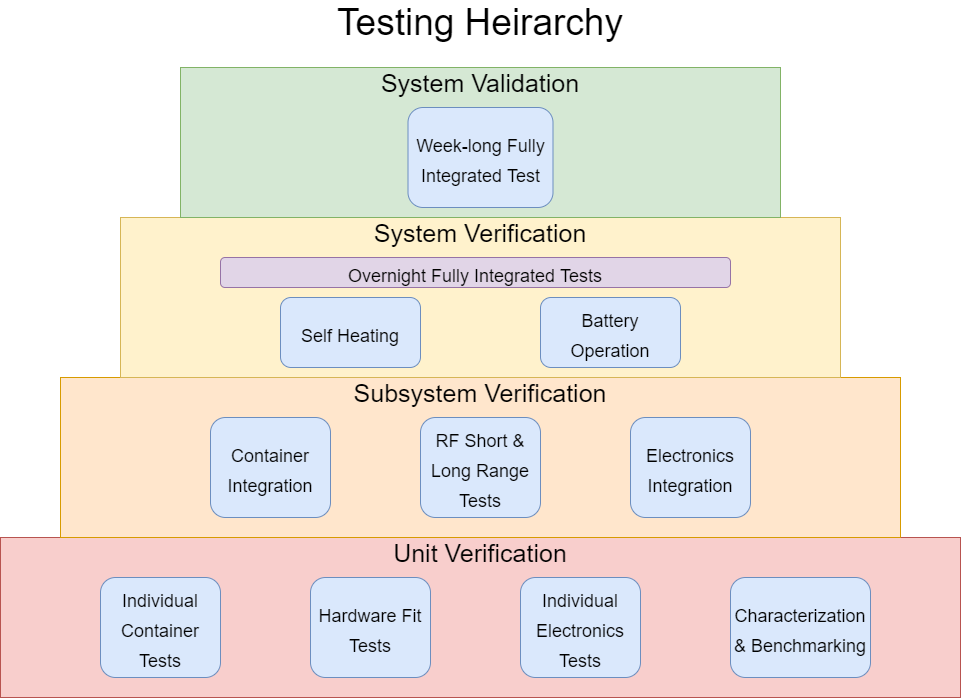 Testing Heirarchy
System Validation
Week-long Fully
Integrated Test
System Verification
Overnight Fully Integrated Tests
Self Heating
Battery
Operation
Subsystem Verification
Container
Integration
RF Short &
Long Range
Tests
Electronics
Integration
Unit Verification
Individual
Container
Tests
Hardware Fit
Tests
Individual
Electronics
Tests
Characterization
& Benchmarking